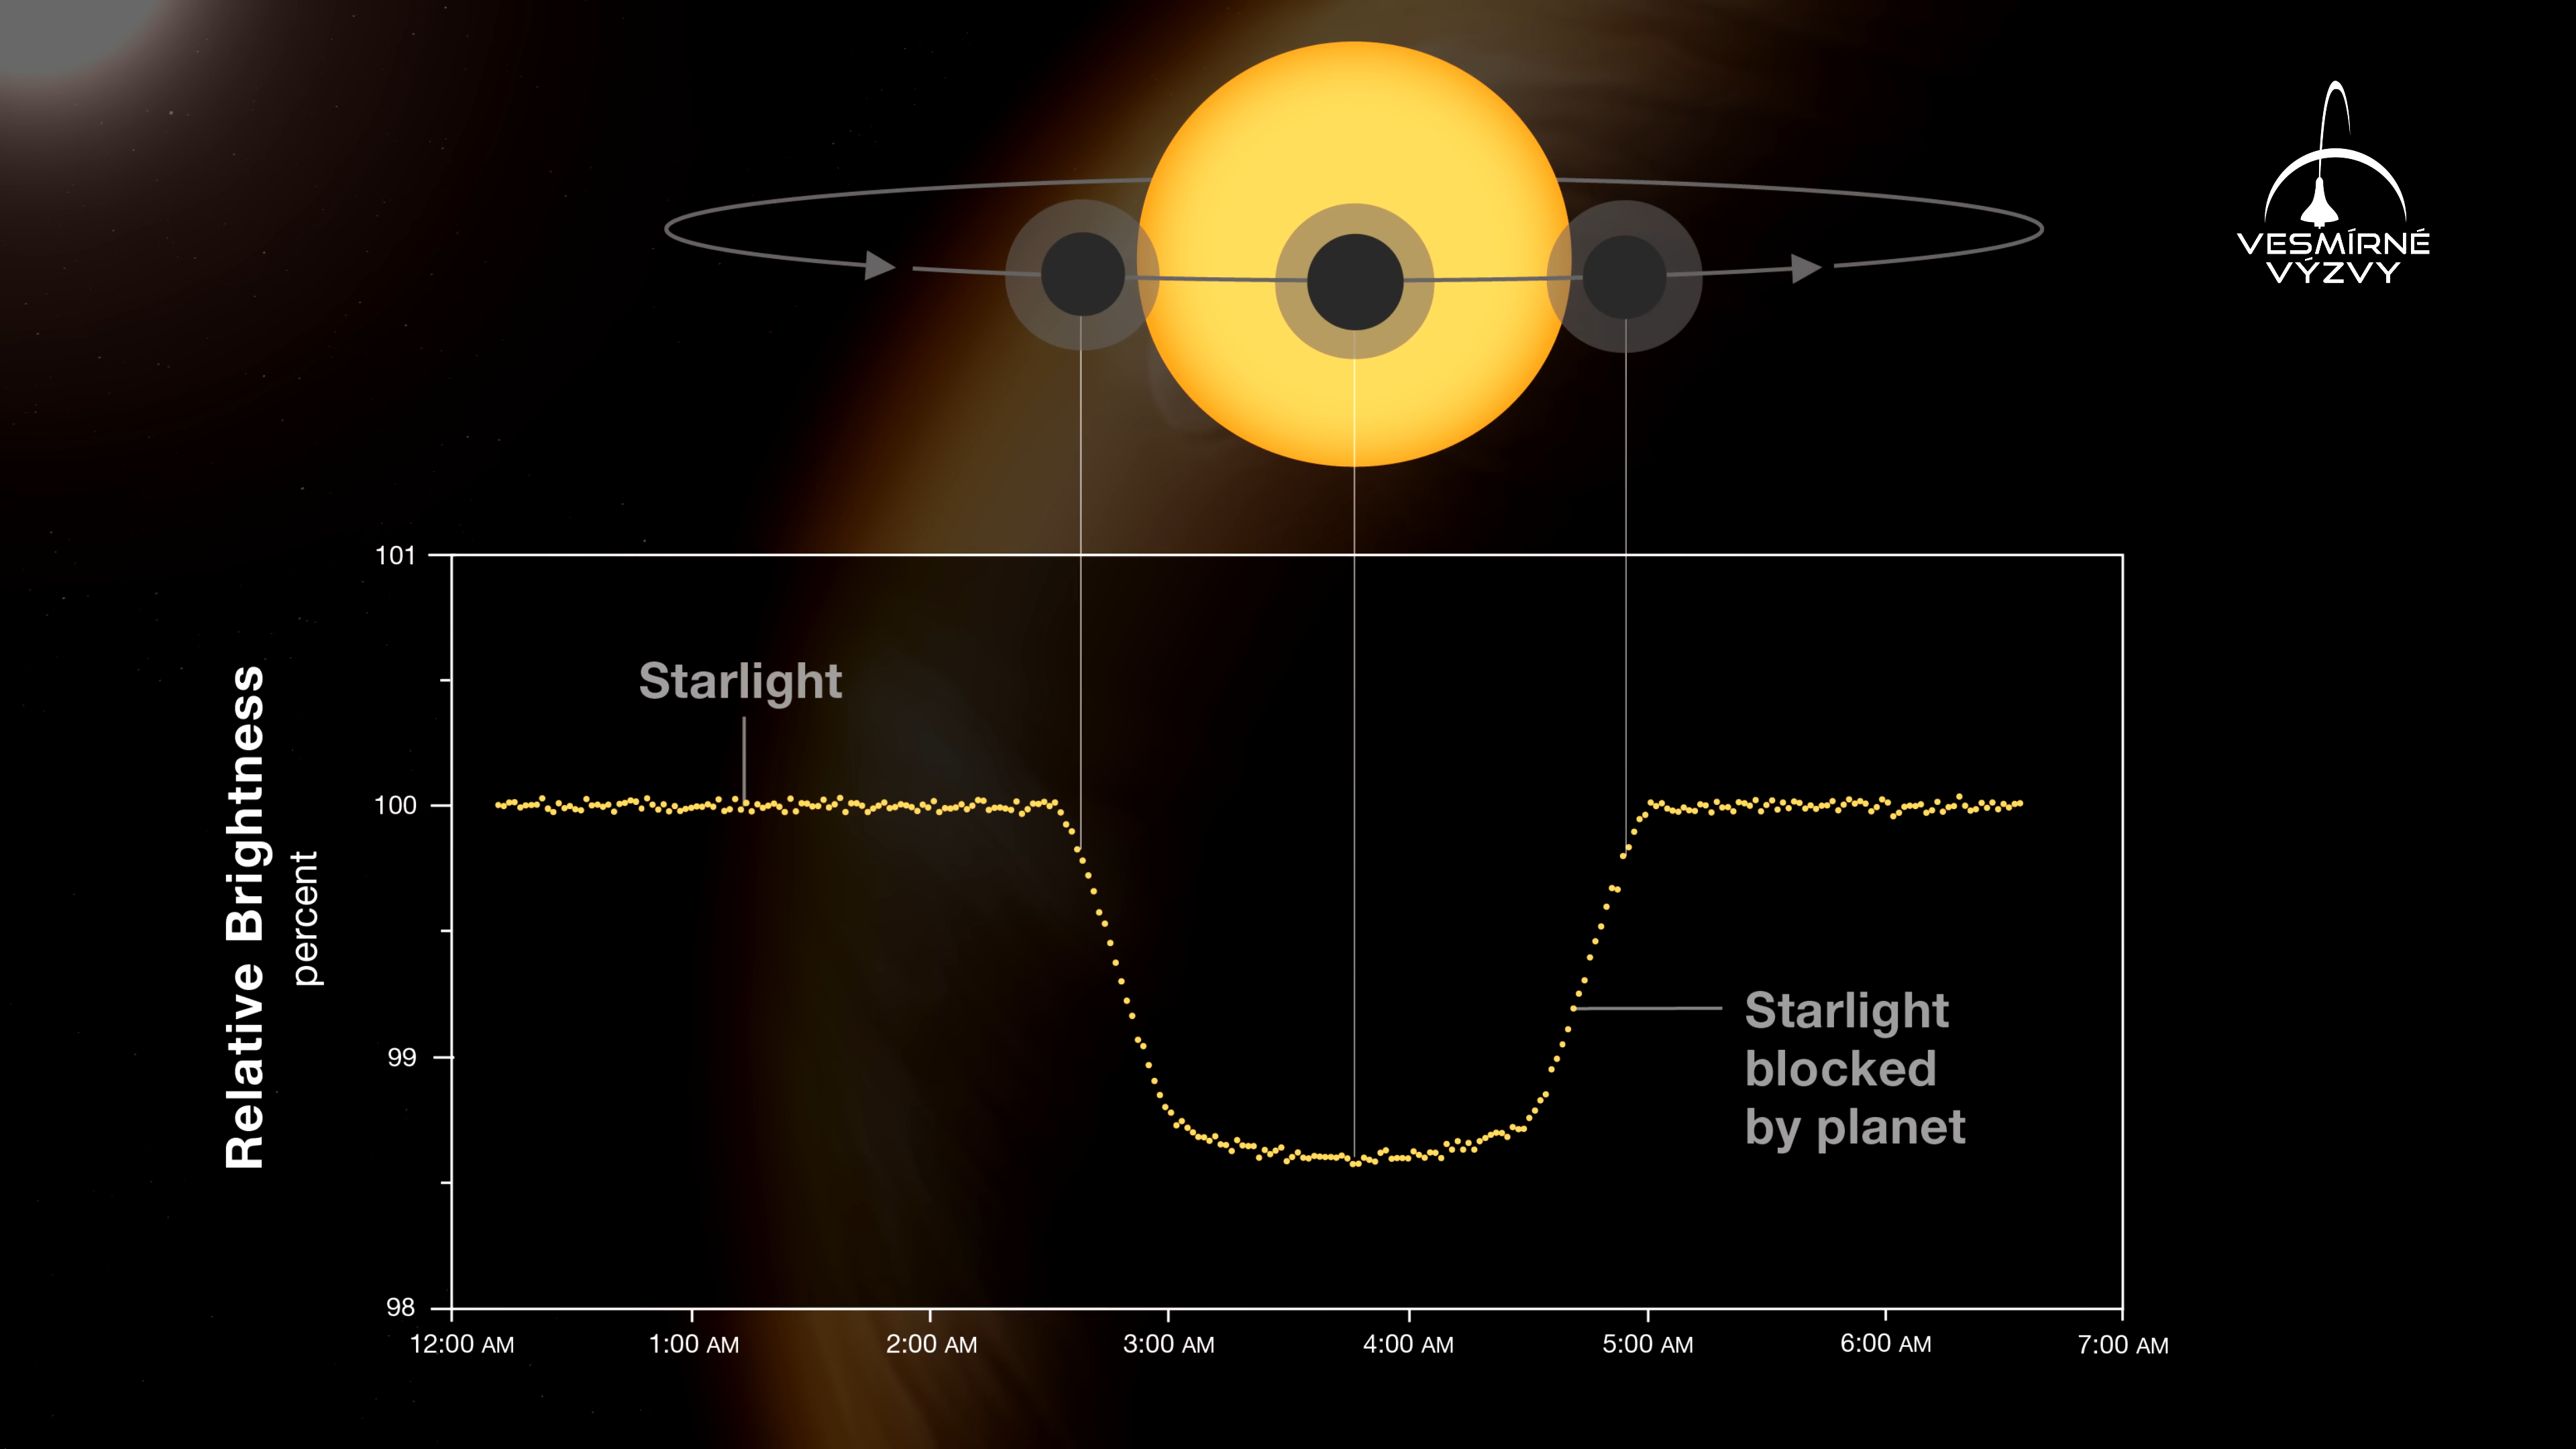 VESMÍRNÉ
VÝZVY
101
Starlight
100
Relative Brightness
percent
99
Starlight
blocked
by planet
98
12:00 AM
1:00 AM
2:00 AM
3:00 AM
4:00 AM
5:00 AM
6:00 AM
7:00 AM